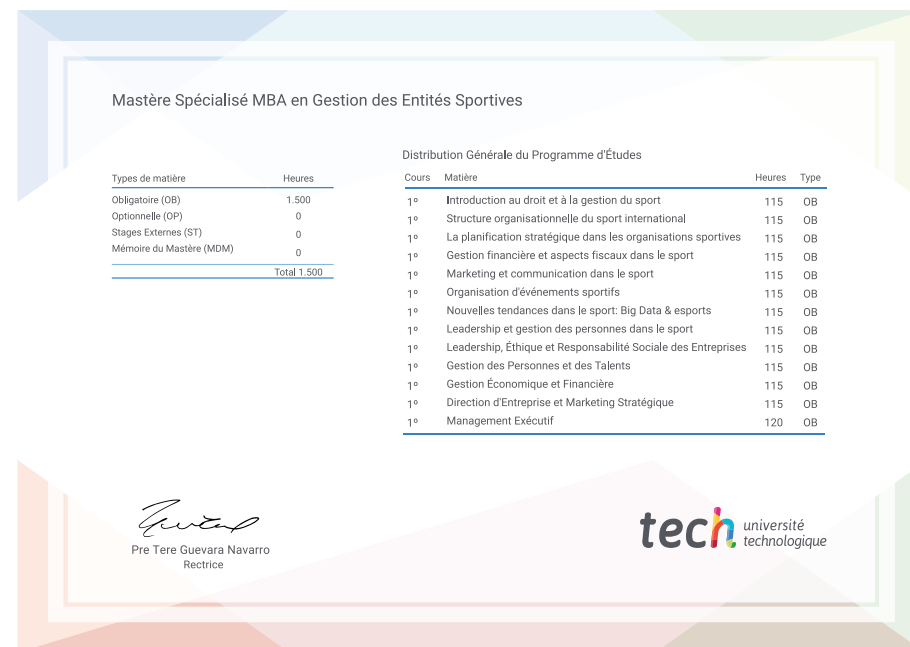 Mastère Spécialisé MBA en Gestion des Entités Sportives
Types de matière Heures
Obligatoire (OB) 1.500
Optionnelle (OP) 0
Stages Externes (ST) 0
Mémoire du Mastère (MDM) 0
Total 1.500
Distribution Générale du Programme d'Études
Cours Matière Heures Type
1º Introduction au droit et à la gestion du sport 115 OB
1º Structure organisationnelle du sport international 115 OB
1º La planification stratégique dans les organisations sportives 115 OB
1º Gestion financière et aspects fiscaux dans le sport 115 OB
1º Marketing et communication dans le sport 115 OB
1º Organisation d'événements sportifs 115 OB
1º Nouvelles tendances dans le sport: Big Data & esports 115 OB
1º Leadership et gestion des personnes dans le sport 115 OB
1º Leadership, Éthique et Responsabilité Sociale des Entreprises 115 OB
1º Gestion des Personnes et des Talents 115 OB
1º Gestion Économique et Financière 115 OB
1º Direction d'Entreprise et Marketing Stratégique 115 OB
1º Management Exécutif 120 OB
Pre Tere Guevara Navarro
Rectrice
tech université
technologique